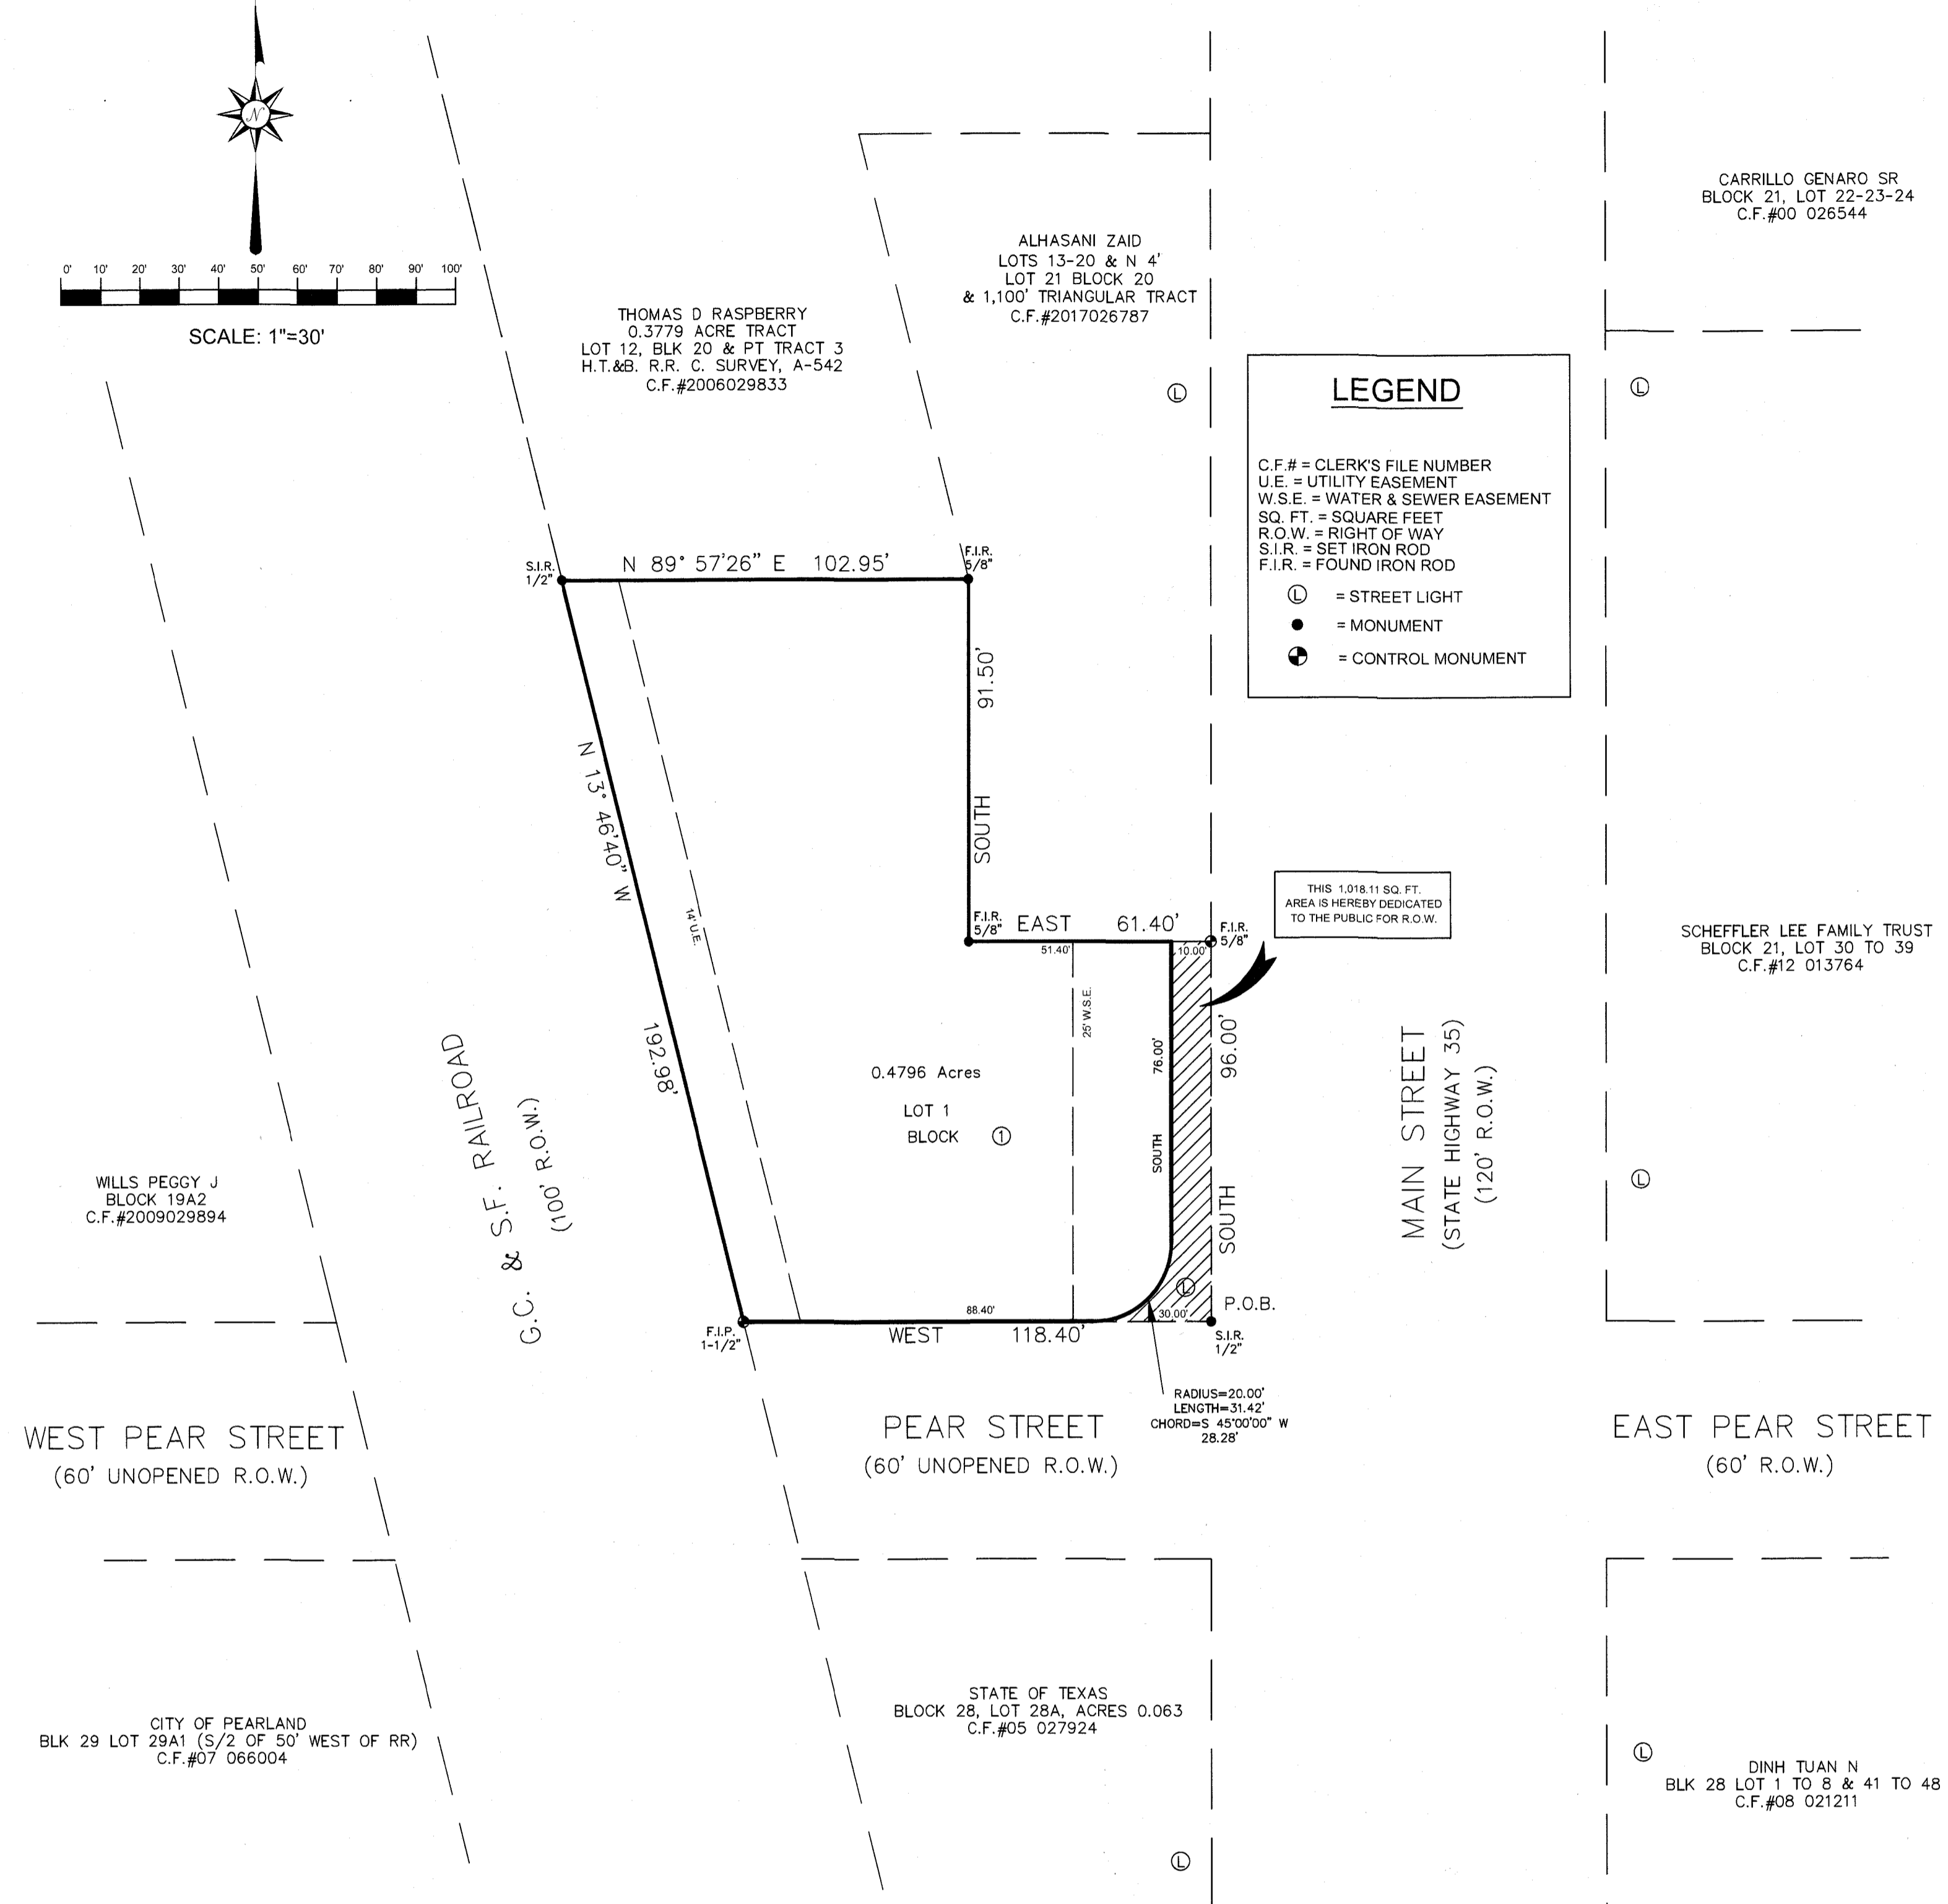 N
0' 10' 20' 30' 40' 50' 60' 70' 80' 90' 100'
SCALE: 1"=30'
THOMAS D RASPBERRY
0.3779 ACRE TRACT
LOT 12, BLK 20 & PT TRACT 3
H.T.&B. R.R. C. SURVEY, A-542
C.F.#2006029833
ALHASANI ZAID
LOTS 13-20 & N 4'
LOT 21 BLOCK 20
& 1,100' TRIANGULAR TRACT
C.F.#2017026787
CARRILLO GENARO SR
BLOCK 21, LOT 22-23-24
C.F.#00 026544
L
L
LEGEND
C.F.# = CLERK'S FILE NUMBER
U.E. = UTILITY EASEMENT
W.S.E. = WATER & SEWER EASEMENT
SQ. FT. = SQUARE FEET
R.O.W. = RIGHT OF WAY
S.I.R. = SET IRON ROD
F.I.R. = FOUND IRON ROD
L = STREET LIGHT
= MONUMENT
= CONTROL MONUMENT
S.I.R.
1/2"
N 89° 57'26" E 102.95'
F.I.R.
5/8"
SOUTH 91.50'
N 13° 46'40" W 192.98'
14' U.E.
F.I.R.
5/8"
EAST 61.40'
51.40'
10.00'
F.I.R.
5/8"
THIS 1,018.11 SQ. FT.
AREA IS HEREBY DEDICATED
TO THE PUBLIC FOR R.O.W.
SCHEFFLER LEE FAMILY TRUST
BLOCK 21, LOT 30 TO 39
C.F.#12 013764
25' W.S.E.
SOUTH 76.00'
SOUTH 96.00'
MAIN STREET
(STATE HIGHWAY 35)
(120' R.O.W.)
0.4796 Acres
LOT 1
BLOCK 1
G.C. & S.F. RAILROAD
(100' R.O.W.)
WILLS PEGGY J
BLOCK 19A2
C.F.#2009029894
L
L
P.O.B.
88.40'
30.00'
F.I.P.
1-1/2"
WEST 118.40'
S.I.R.
1/2"
RADIUS=20.00'
LENGTH=31.42'
CHORD=S 45°00'00" W
28.28'
WEST PEAR STREET
(60' UNOPENED R.O.W.)
PEAR STREET
(60' UNOPENED R.O.W.)
EAST PEAR STREET
(60' R.O.W.)
CITY OF PEARLAND
BLK 29 LOT 29A1 (S/2 OF 50' WEST OF RR)
C.F.#07 066004
STATE OF TEXAS
BLOCK 28, LOT 28A, ACRES 0.063
C.F.#05 027924
L
DINH TUAN N
BLK 28 LOT 1 TO 8 & 41 TO 48
C.F.#08 021211
L